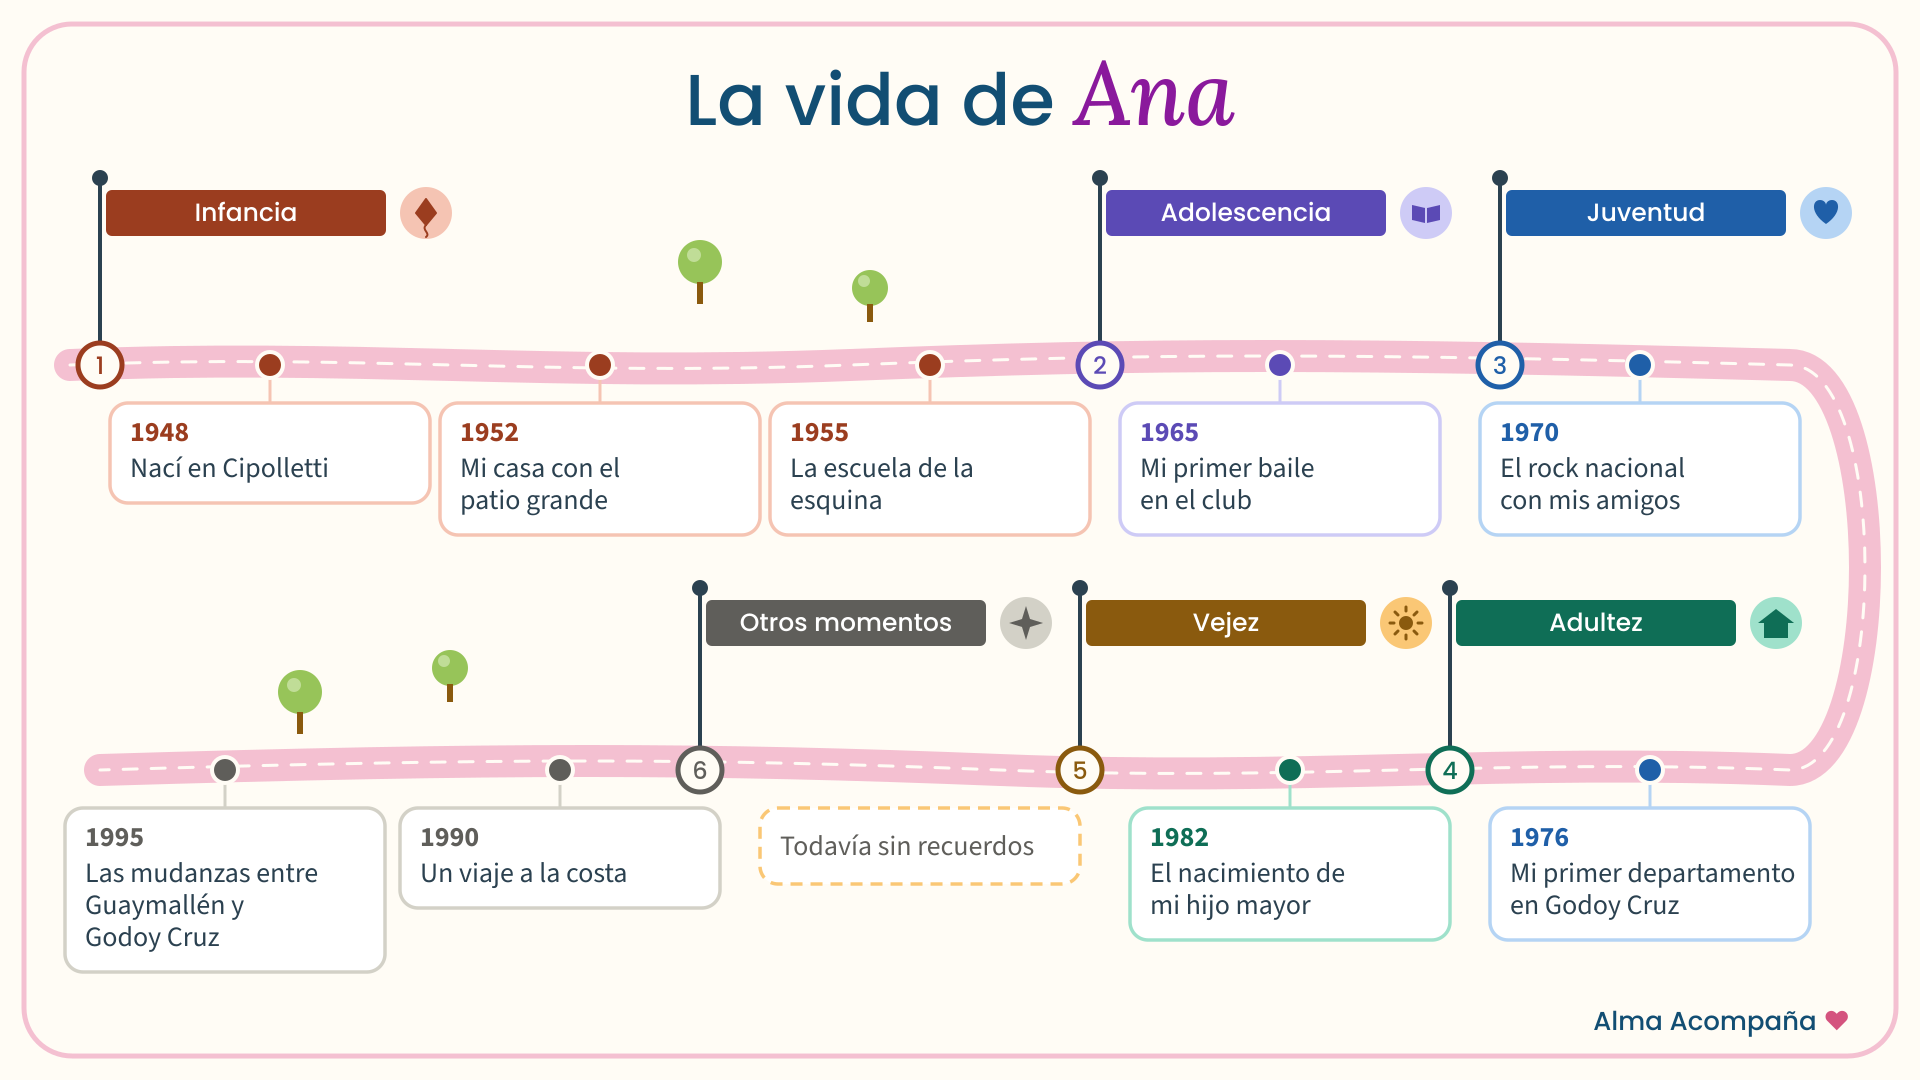 La vida de Ana
Infancia
Adolescencia
Juventud
1
2
3
1948
Nací en Cipolletti
1952
Mi casa con el
patio grande
1955
La escuela de la
esquina
1965
Mi primer baile
en el club
1970
El rock nacional
con mis amigos
Otros momentos
Vejez
Adultez
6
5
4
1995
Las mudanzas entre
Guaymallén y
Godoy Cruz
1990
Un viaje a la costa
Todavía sin recuerdos
1982
El nacimiento de
mi hijo mayor
1976
Mi primer departamento
en Godoy Cruz
Alma Acompaña